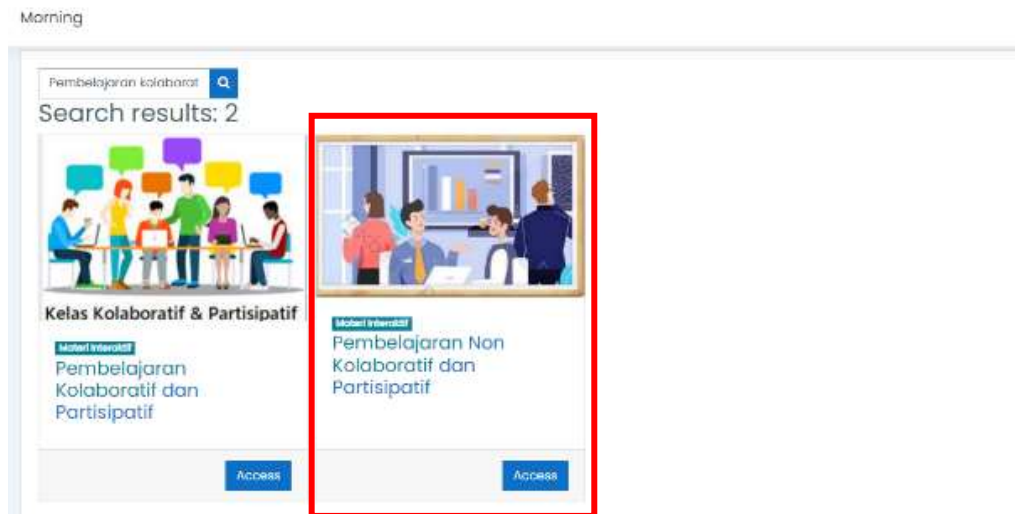 Morning
Pembelajaran kolaborat
Search results: 2
Kelas Kolaboratif & Partisipatif
Materi Interaktif
Pembelajaran
Kolaboratif dan
Partisipatif
Access
Materi Interaktif
Pembelajaran Non
Kolaboratif dan
Partisipatif
Access